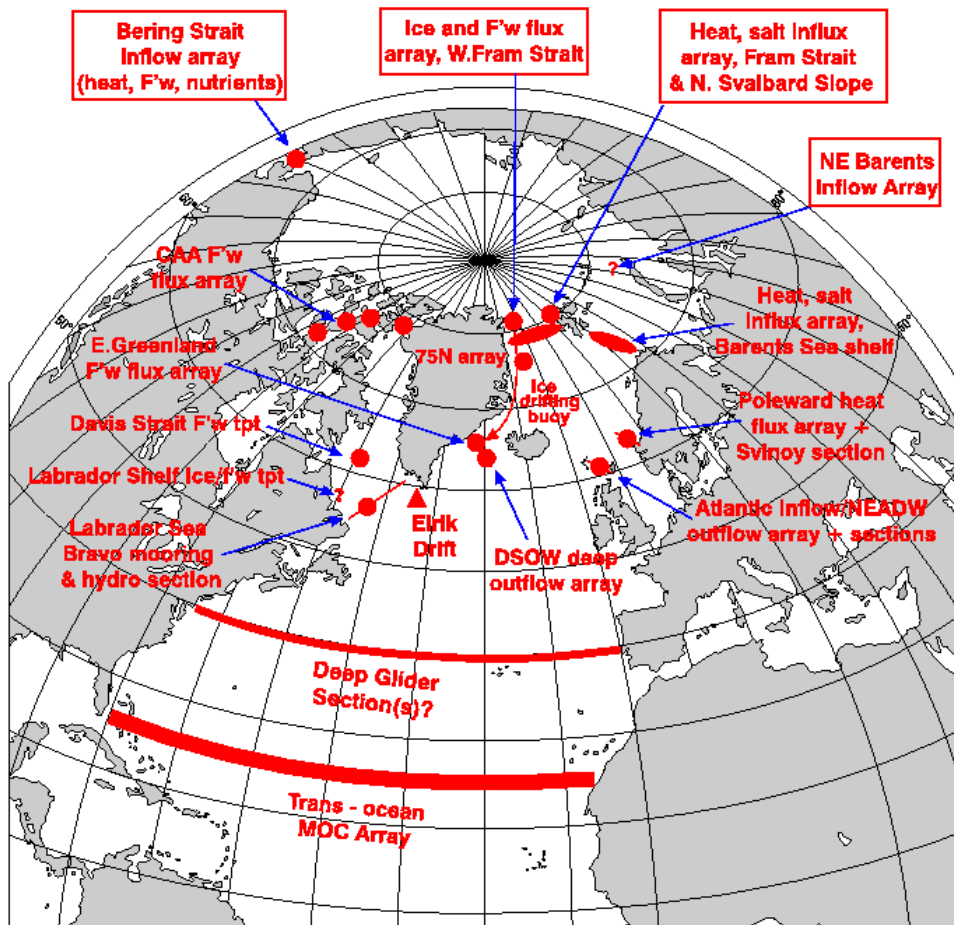 Bering Strait
Inflow array
(heat, F'w, nutrients)
Ice and F'w flux
array, W.Fram Strait
Heat, salt Influx
array, Fram Strait
& N. Svalbard Slope
NE Barents
Inflow Array
60°
60°
CAA F'w
flux array
?
Heat, salt
Influx array,
Barents Sea shelf
50°
50°
E.Greenland
F'w flux array
75N array
Ice
drifting
buoy
Davis Strait F'w tpt
Poleward heat
flux array +
Svinoy section
Labrador Shelf Ice/f'w tpt
?
Labrador Sea
Bravo mooring
& hydro section
Eirik
Drift
DSOW deep
outflow array
Atlantic Inflow/NEADW
outflow array + sections
Deep Glider
Section(s)?
Trans - ocean
MOC Array